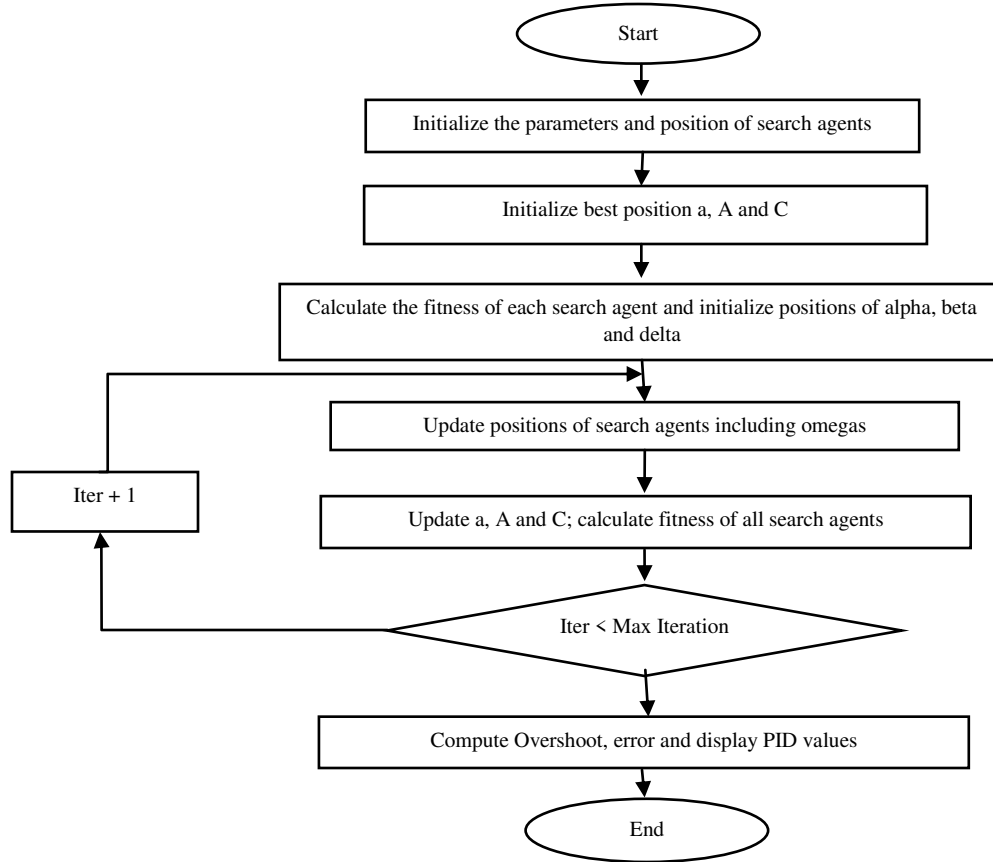 Start
Initialize the parameters and position of search agents
Initialize best position a, A and C
Calculate the fitness of each search agent and initialize positions of alpha, beta
and delta
Update positions of search agents including omegas
Iter + 1
Update a, A and C; calculate fitness of all search agents
Iter < Max Iteration
Compute Overshoot, error and display PID values
End